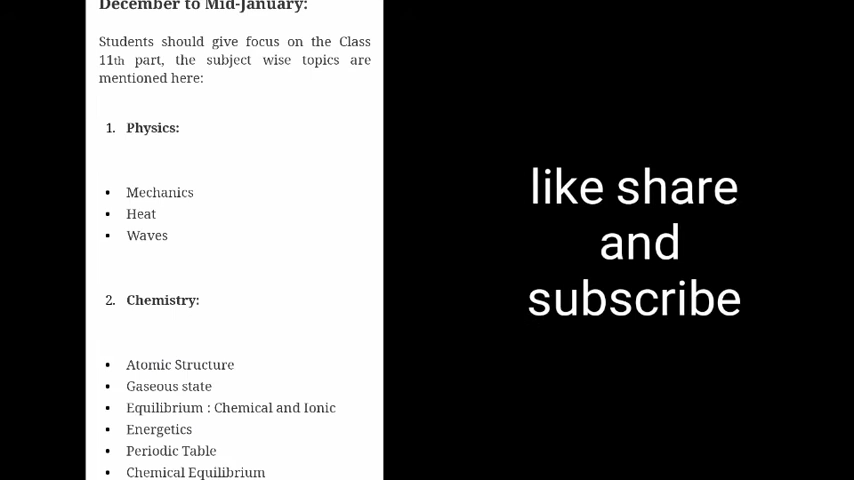 December to Mid-January:
Students should give focus on the Class
11th part, the subject wise topics are
mentioned here:
1. Physics:
• Mechanics
• Heat
• Waves
2. Chemistry:
• Atomic Structure
• Gaseous state
• Equilibrium : Chemical and Ionic
• Energetics
• Periodic Table
• Chemical Equilibrium
like share
and
subscribe